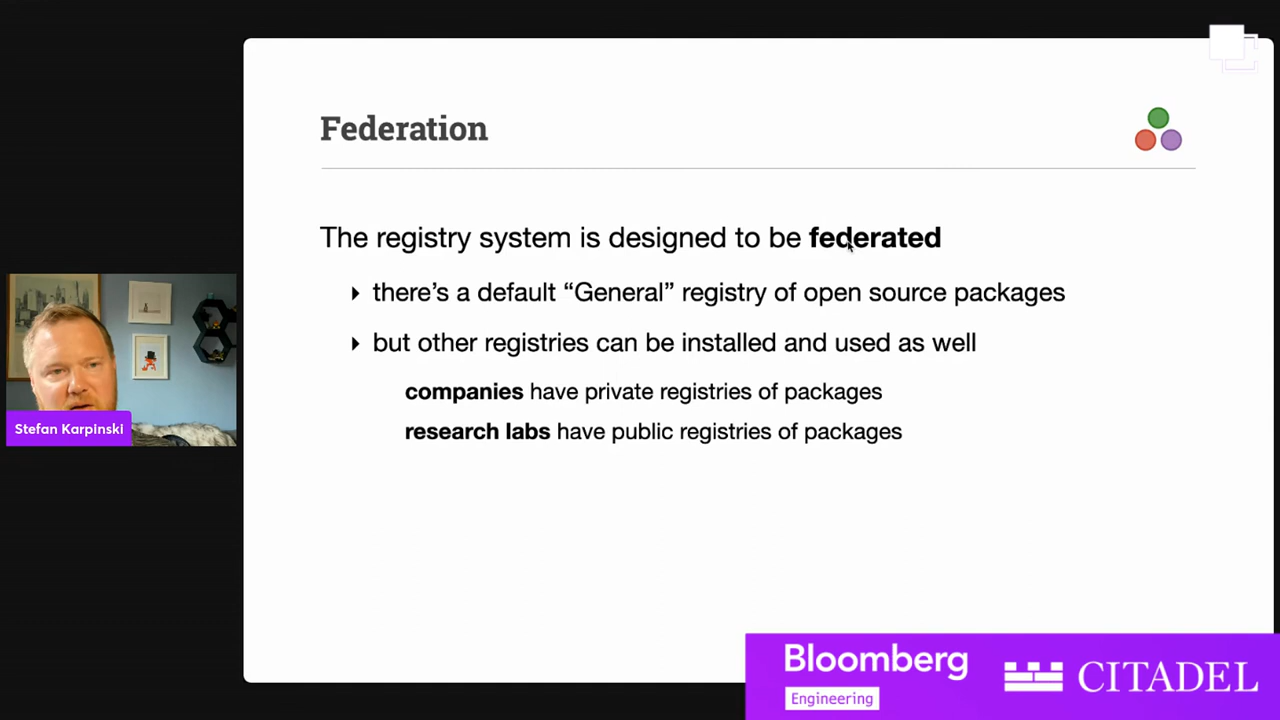 Federation
The registry system is designed to be federated
there’s a default “General” registry of open source packages
but other registries can be installed and used as well
companies have private registries of packages
research labs have public registries of packages
Stefan Karpinski
Bloomberg
Engineering
CITADEL